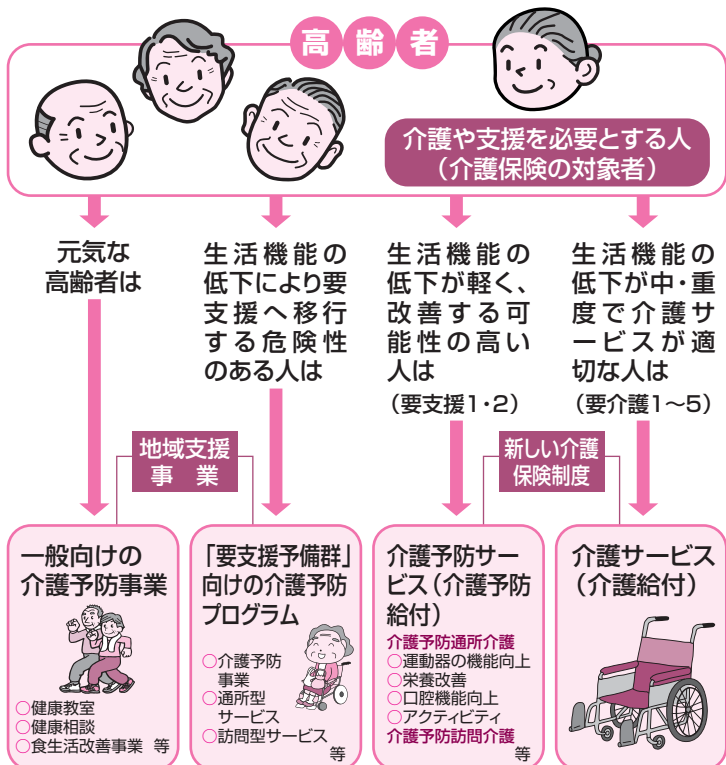 高齢者
介護や支援を必要とする人
(介護保険の対象者)
元気な
高齢者は
生活機能の
低下により要
支援へ移行
する危険性
のある人は
生活機能の
低下が軽く、
改善する可
能性の高い
人は
(要支援1・2)
生活機能の
低下が中・重
度で介護サ
ービスが適
切な人は
(要介護1〜5)
地域支援
事業
新しい介護
保険制度
一般向けの
介護予防事業
○健康教室
○健康相談
○食生活改善事業 等
「要支援予備群」
向けの介護予防
プログラム
○介護予防
事業
○通所型
サービス
○訪問型サービス
等
介護予防サー
ビス(介護予防
給付)
介護予防通所介護
○運動器の機能向上
○栄養改善
○口腔機能向上
○アクティビティ
介護予防訪問介護
等
介護サービス
(介護給付)